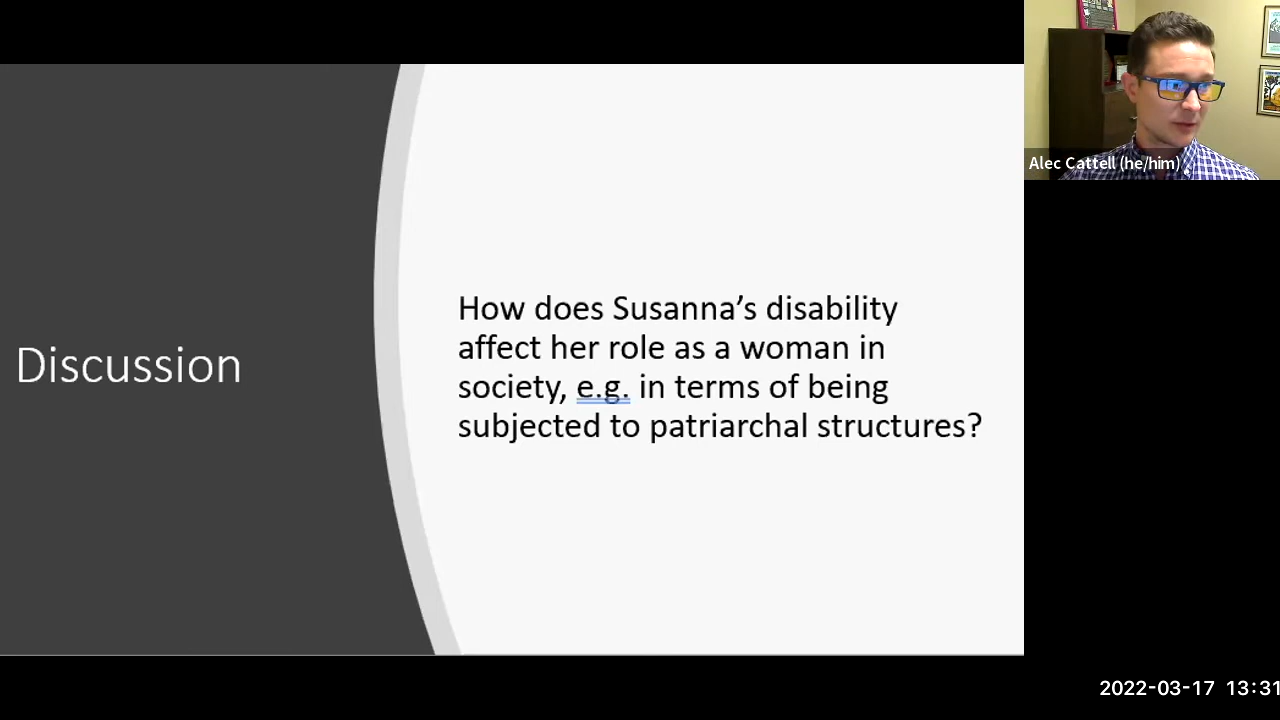 Discussion
How does Susanna’s disability
affect her role as a woman in
society, e.g. in terms of being
subjected to patriarchal structures?
Alec Cattell (he/him)
2022-03-17 13:31